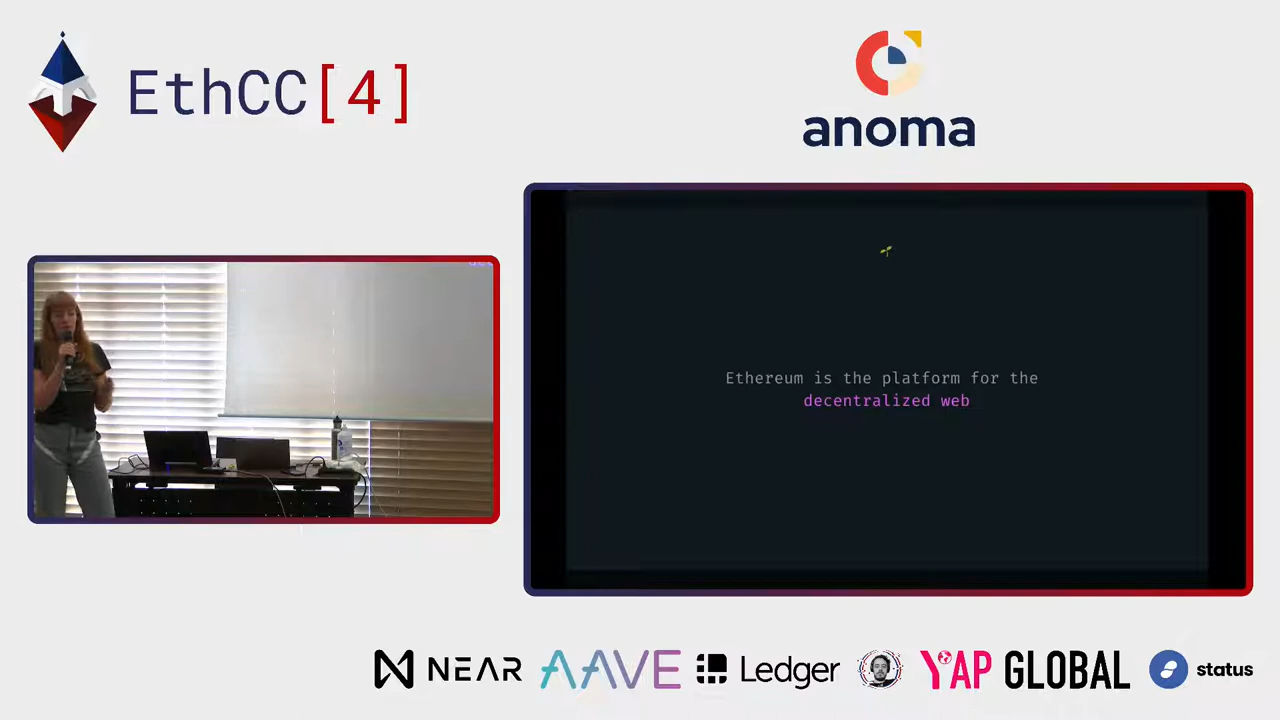 EthCC[4]
anoma
Ethereum is the platform for the
decentralized web
NEAR
AAVE
Ledger
YAP GLOBAL
status